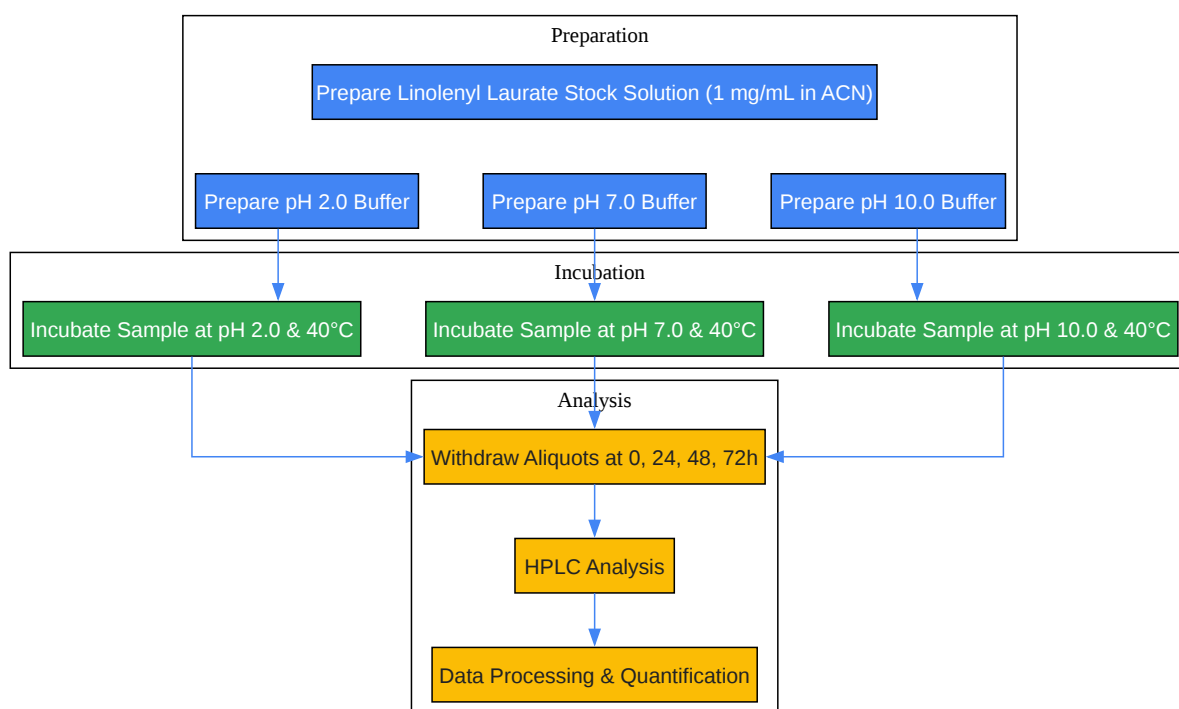 Preparation
Prepare Linolenyl Laurate Stock Solution (1 mg/mL in ACN)
Prepare pH 2.0 Buffer
Prepare pH 7.0 Buffer
Prepare pH 10.0 Buffer
Incubation
Incubate Sample at pH 2.0 & 40°C
Incubate Sample at pH 7.0 & 40°C
Incubate Sample at pH 10.0 & 40°C
Analysis
Withdraw Aliquots at 0, 24, 48, 72h
HPLC Analysis
Data Processing & Quantification